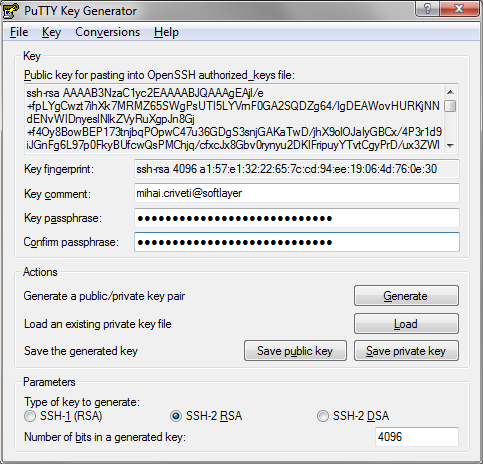 PuTTY Key Generator
File Key Conversions Help
Key
Public key for pasting into OpenSSH authorized_keys file:
ssh-rsa AAAAB3NzaC1yc2EAAAABJQAAAgEAjl/e
+fpLYgCwzt7ihXk7MRMZ65SWgPsUTI5LYVrnF0GA2SQDZg64/lgDEAWovHURKjNN
dENvWIDnyeslNlkZVyRuXgpJn8Gj
+f4Oy8BowBEP173tnjbqPOpwC47u36GDgS3snjGAKaTwD/jhX9olOJalyGBCx/4P3r1d9
iJGnFg6L97p0FkyBUfcwQsPMChjq/cfxcJx8Gbv0rynyu2DKIFripuyYTvtCgyPrD/ux3ZWl
Key fingerprint: ssh-rsa 4096 a1:57:e1:32:22:65:7c:cd:94:ee:19:06:4d:76:0e:30
Key comment: mihai.criveti@softlayer
Key passphrase: ●●●●●●●●●●●●●●●●●●●●●●●●●●●●●
Confirm passphrase: ●●●●●●●●●●●●●●●●●●●●●●●●●●●●●
Actions
Generate a public/private key pair Generate
Load an existing private key file Load
Save the generated key Save public key Save private key
Parameters
Type of key to generate:
SSH-1 (RSA) SSH-2 RSA SSH-2 DSA
Number of bits in a generated key: 4096